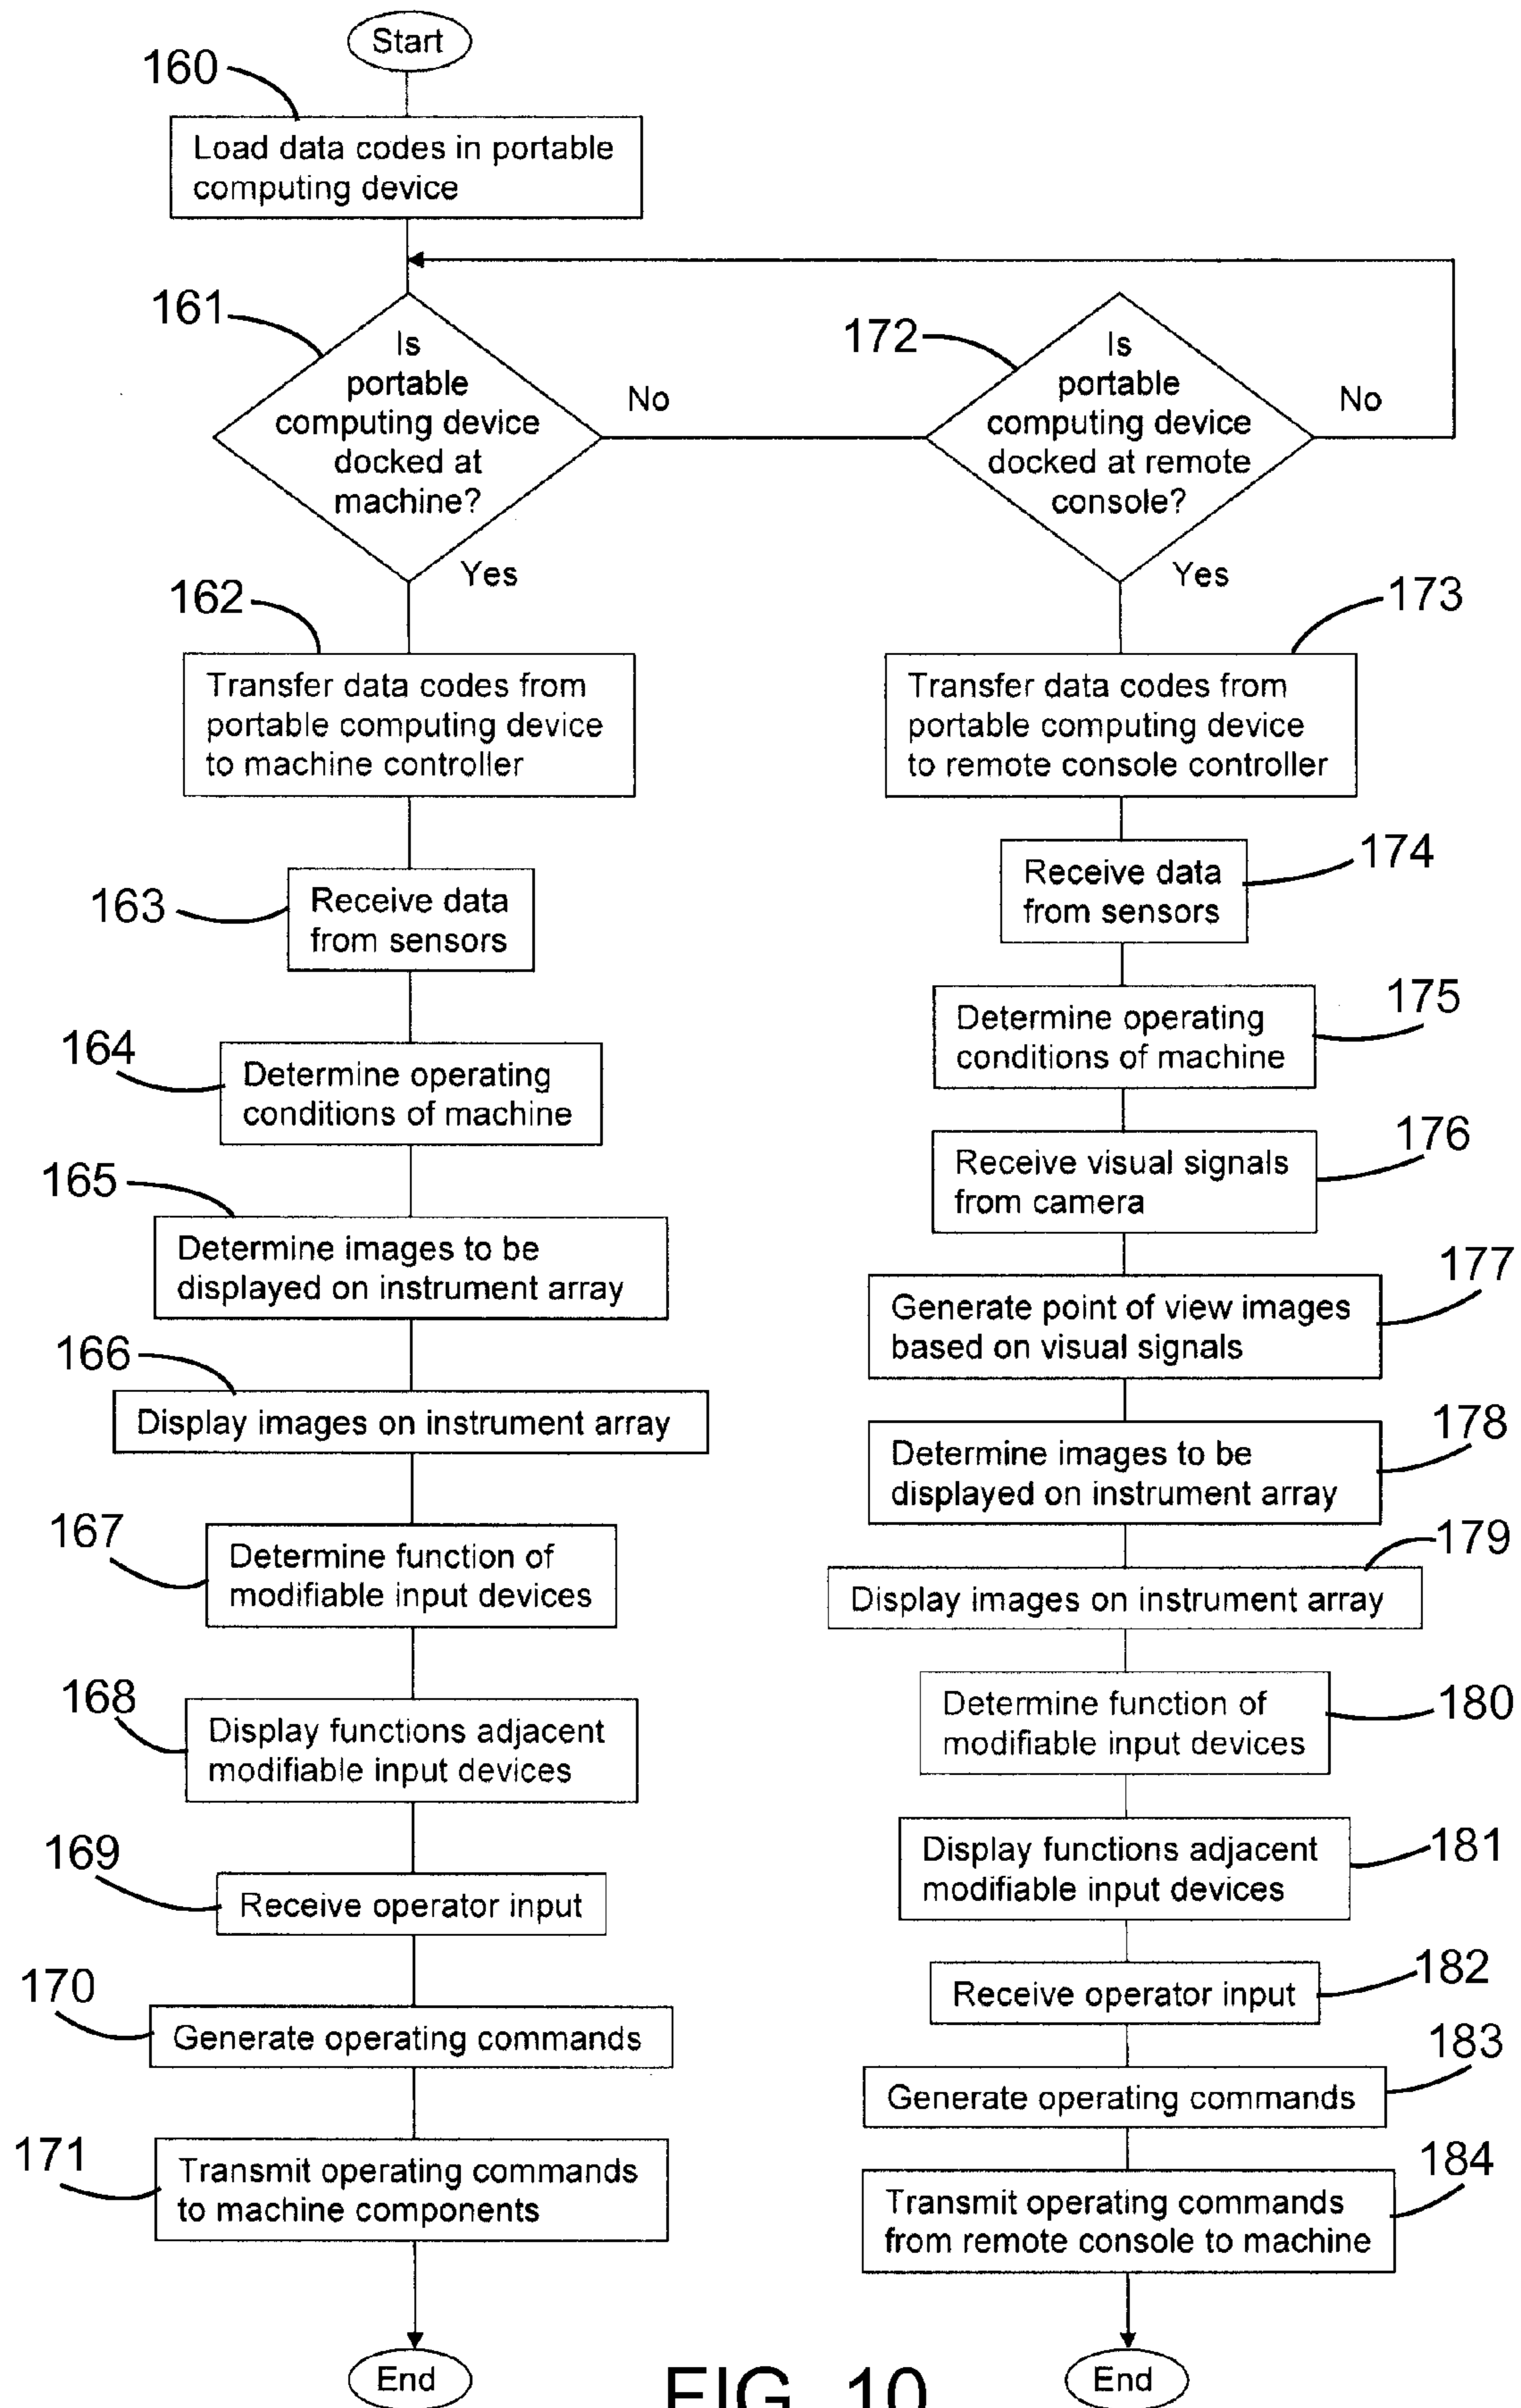 Start
160
Load data codes in portable
computing device
161
Is
portable
computing device
docked at
machine?
No
172
Is
portable
computing device
docked at remote
console?
No
Yes
Yes
162
Transfer data codes from
portable computing device
to machine controller
163
Receive data
from sensors
164
Determine operating
conditions of machine
165
Determine images to be
displayed on instrument array
166
Display images on instrument array
167
Determine function of
modifiable input devices
168
Display functions adjacent
modifiable input devices
169
Receive operator input
170
Generate operating commands
171
Transmit operating commands
to machine components
End
173
Transfer data codes from
portable computing device
to remote console controller
174
Receive data
from sensors
175
Determine operating
conditions of machine
176
Receive visual signals
from camera
177
Generate point of view images
based on visual signals
178
Determine images to be
displayed on instrument array
179
Display images on instrument array
180
Determine function of
modifiable input devices
181
Display functions adjacent
modifiable input devices
182
Receive operator input
183
Generate operating commands
184
Transmit operating commands
from remote console to machine
End
FIG. 10